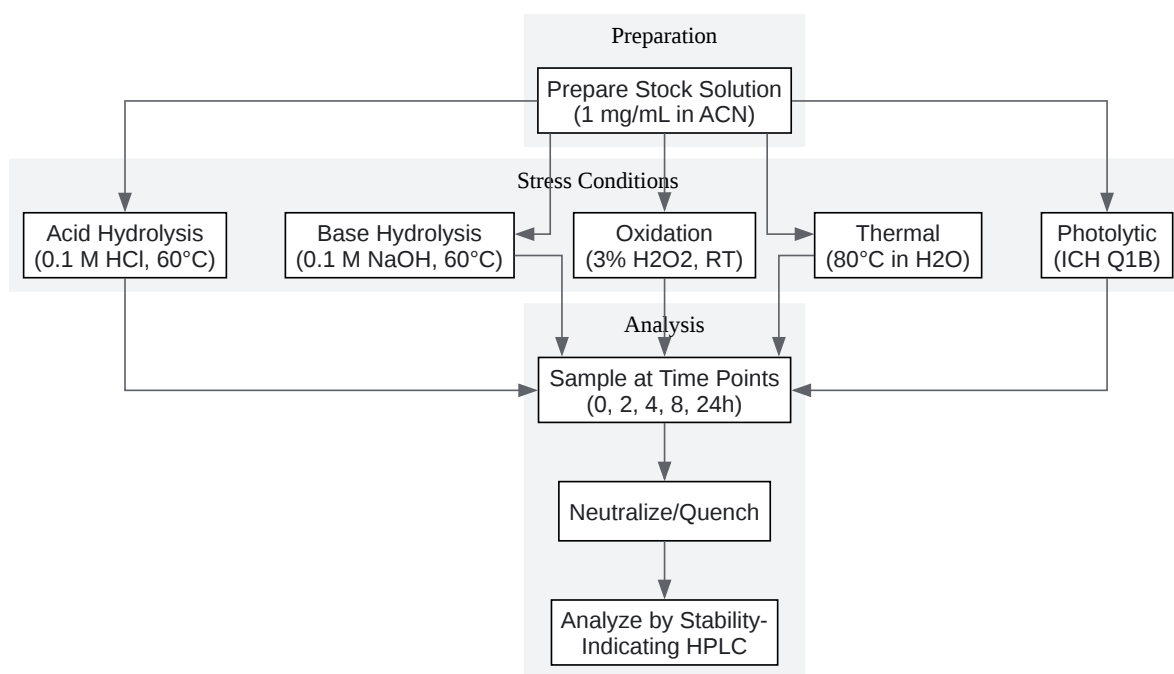 Preparation
Prepare Stock Solution
(1 mg/mL in ACN)
Stress Conditions
Acid Hydrolysis
(0.1 M HCl, 60°C)
Base Hydrolysis
(0.1 M NaOH, 60°C)
Oxidation
(3% H2O2, RT)
Thermal
(80°C in H2O)
Photolytic
(ICH Q1B)
Analysis
Sample at Time Points
(0, 2, 4, 8, 24h)
Neutralize/Quench
Analyze by Stability-
Indicating HPLC